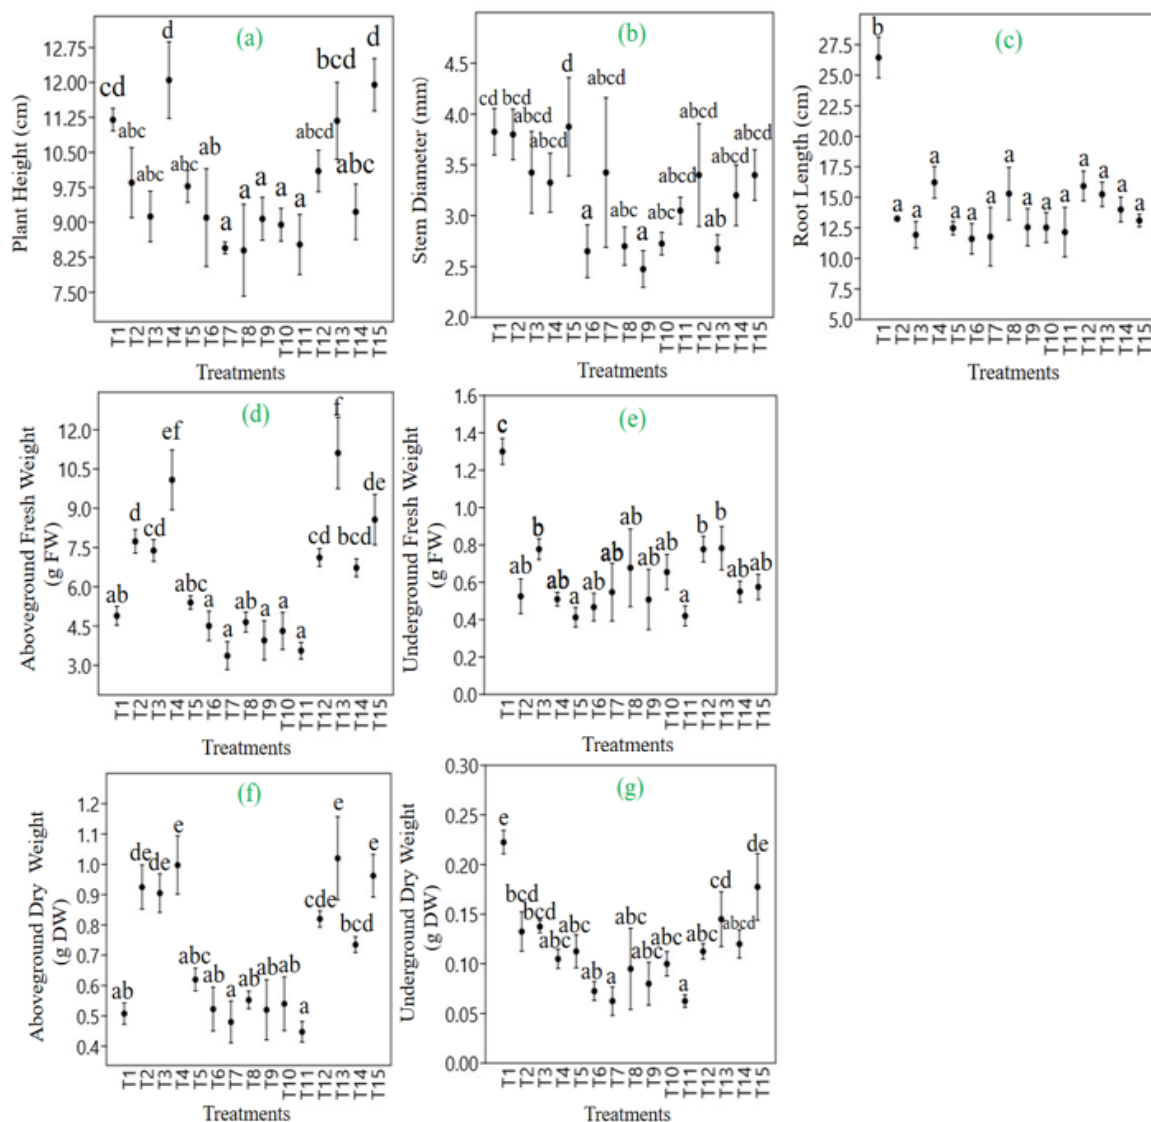 (a)
Plant Height (cm)
12.75
12.00
11.25
10.50
9.75
9.00
8.25
7.50
cd abc abc d abc ab a a a a a abcd bcd abc d
T1 T2 T3 T4 T5 T6 T7 T8 T9 T10 T11 T12 T13 T14 T15
Treatments
(b)
Stem Diameter (mm)
4.5
4.0
3.5
3.0
2.5
2.0
cd bcd abcd abcd d a abcd abc a abc abcd abcd ab abcd abcd
T1 T2 T3 T4 T5 T6 T7 T8 T9 T10 T11 T12 T13 T14 T15
Treatments
(c)
Root Length (cm)
27.5
25.0
22.5
20.0
17.5
15.0
12.5
10.0
7.5
5.0
b a a a a a a a a a a a a a a
T1 T2 T3 T4 T5 T6 T7 T8 T9 T10 T11 T12 T13 T14 T15
Treatments
(d)
Aboveground Fresh Weight
(g FW)
12.0
10.5
9.0
7.5
6.0
4.5
3.0
ab d cd ef abc a a ab a a a cd f bcd de
T1 T2 T3 T4 T5 T6 T7 T8 T9 T10 T11 T12 T13 T14 T15
Treatments
(e)
Underground Fresh Weight
(g FW)
1.6
1.4
1.2
1.0
0.8
0.6
0.4
0.2
0.0
c ab b ab a ab ab ab ab ab a b b ab ab
T1 T2 T3 T4 T5 T6 T7 T8 T9 T10 T11 T12 T13 T14 T15
Treatments
(f)
Aboveground Dry Weight
(g DW)
1.2
1.1
1.0
0.9
0.8
0.7
0.6
0.5
0.4
ab de de e abc ab a ab ab ab a cde e bcd e
T1 T2 T3 T4 T5 T6 T7 T8 T9 T10 T11 T12 T13 T14 T15
Treatments
(g)
Underground Dry Weight
(g DW)
0.30
0.25
0.20
0.15
0.10
0.05
0.00
e bcd bcd abc abc ab a abc abc abc a abc cd abcd de
T1 T2 T3 T4 T5 T6 T7 T8 T9 T10 T11 T12 T13 T14 T15
Treatments